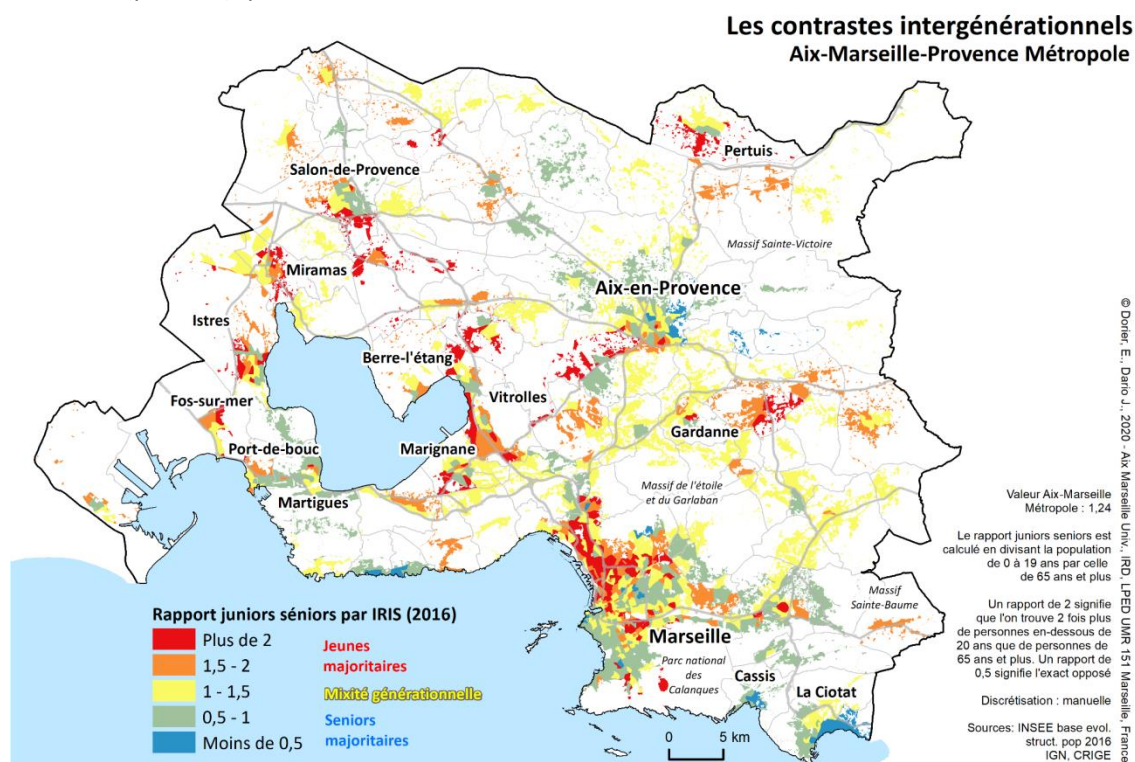 Les contrastes intergénérationnels
Aix-Marseille-Provence Métropole
Pertuis
Salon-de-Provence
Massif Sainte-Victoire
Miramas
Aix-en-Provence
Istres
Berre-l'étang
Vitrolles
Fos-sur-mer
Gardanne
Port-de-bouc
Marignane
Martigues
Massif de l'étoile
et du Garlaban
Massif
Sainte-Baume
Marseille
Parc national
des
Calanques
Cassis
La Ciotat
0 5 km
Rapport juniors séniors par IRIS (2016)
Plus de 2
1,5 - 2
1 - 1,5
0,5 - 1
Moins de 0,5
Jeunes
majoritaires
Mixité générationnelle
Seniors
majoritaires
Valeur Aix-Marseille
Métropole : 1,24
Le rapport juniors seniors est
calculé en divisant la population
de 0 à 19 ans par celle
de 65 ans et plus
Un rapport de 2 signifie
que l'on trouve 2 fois plus
de personnes en-dessous de
20 ans que de personnes de
65 ans et plus. Un rapport de
0,5 signifie l'exact opposé
Discrétisation : manuelle
Sources: INSEE base evol.
struct. pop 2016
IGN, CRIGE
© Dorier, E., Dario J., 2020 - Aix Marseille Univ., IRD, LPED UMR 151 Marseille, France